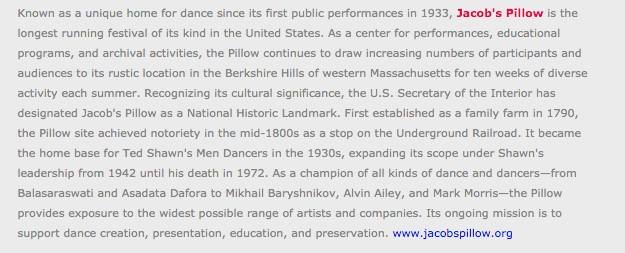 Known as a unique home for dance since its first public performances in 1933, Jacob's Pillow is the
longest running festival of its kind in the United States. As a center for performances, educational
programs, and archival activities, the Pillow continues to draw increasing numbers of participants and
audiences to its rustic location in the Berkshire Hills of western Massachusetts for ten weeks of diverse
activity each summer. Recognizing its cultural significance, the U.S. Secretary of the Interior has
designated Jacob's Pillow as a National Historic Landmark. First established as a family farm in 1790,
the Pillow site achieved notoriety in the mid-1800s as a stop on the Underground Railroad. It became
the home base for Ted Shawn's Men Dancers in the 1930s, expanding its scope under Shawn's
leadership from 1942 until his death in 1972. As a champion of all kinds of dance and dancers—from
Balasaraswati and Asadata Dafora to Mikhail Baryshnikov, Alvin Ailey, and Mark Morris—the Pillow
provides exposure to the widest possible range of artists and companies. Its ongoing mission is to
support dance creation, presentation, education, and preservation. www.jacobspillow.org